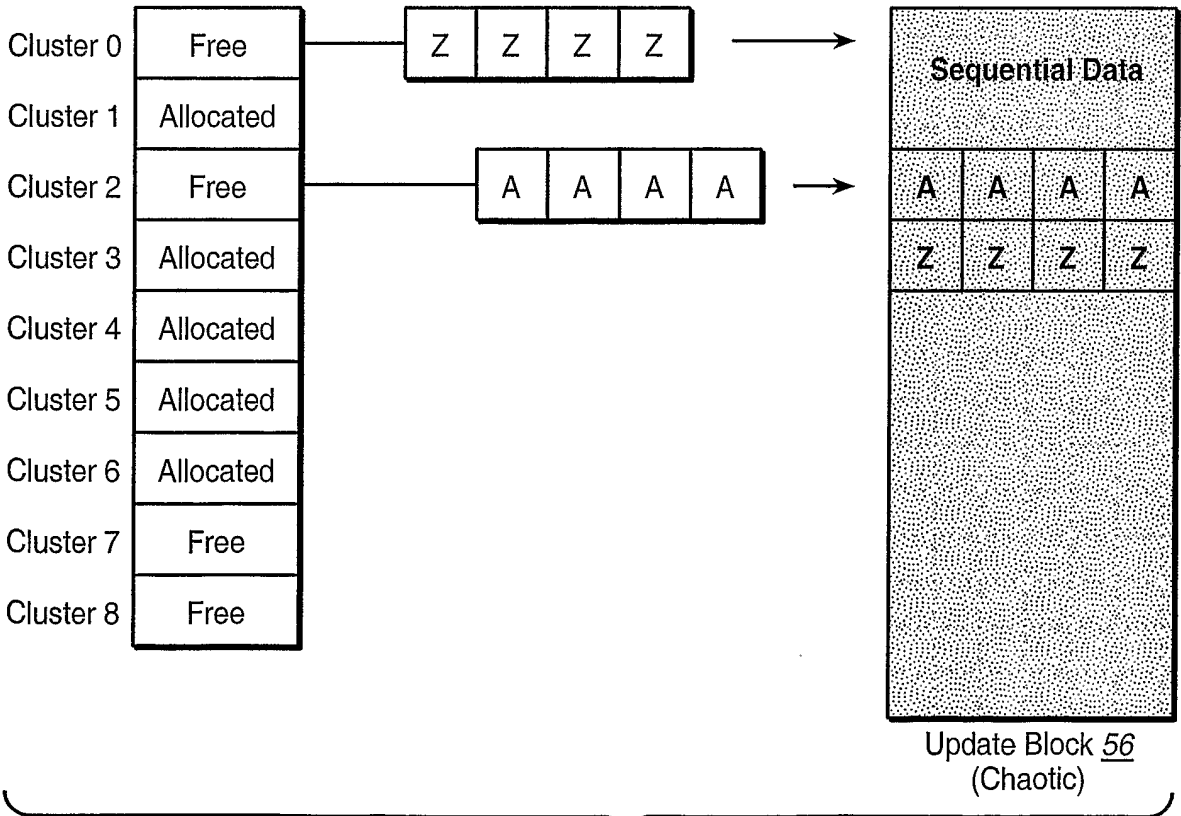 Cluster 0 Free Z Z Z Z Sequential Data
Cluster 1 Allocated
Cluster 2 Free A A A A A A A A
Cluster 3 Allocated Z Z Z Z
Cluster 4 Allocated
Cluster 5 Allocated
Cluster 6 Allocated
Cluster 7 Free
Cluster 8 Free
Update Block 56
(Chaotic)